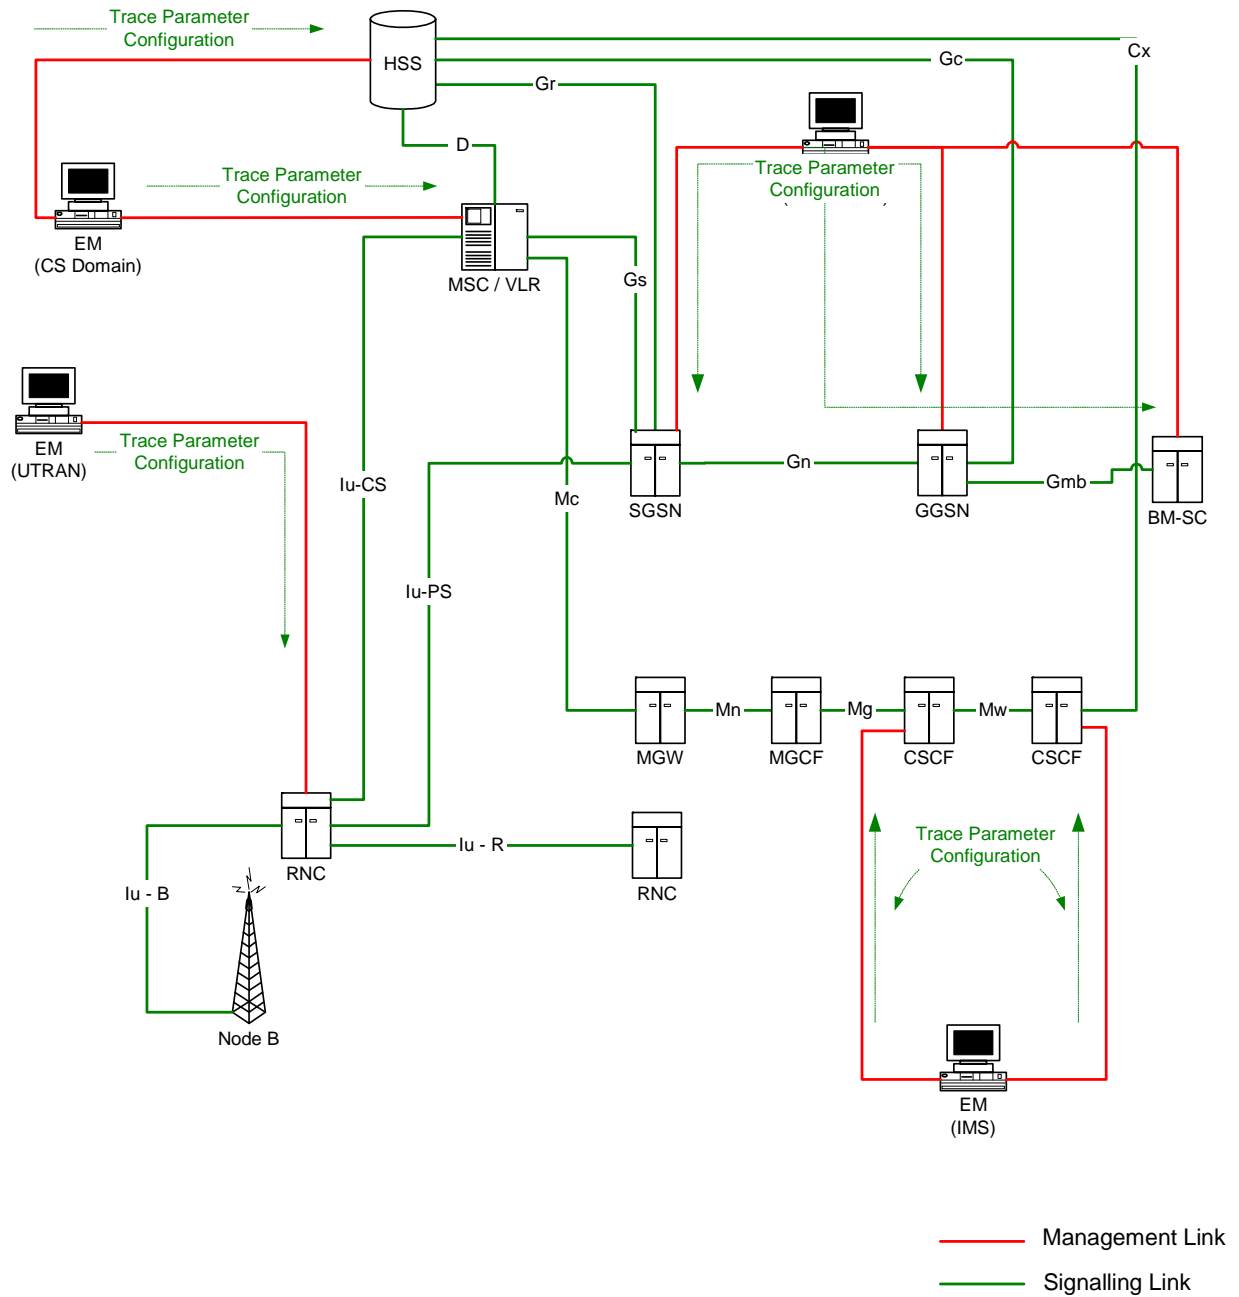 Trace Parameter
Configuration
HSS
Cx
Gc
Gr
D
Trace Parameter
Configuration
Trace Parameter
Configuration
EM
(CS Domain)
MSC / VLR
Gs
EM
(UTRAN)
Trace Parameter
Configuration
Iu-CS
Mc
SGSN
Gn
GGSN
Gmb
BM-SC
Iu-PS
MGW
Mn
MGCF
Mg
CSCF
Mw
CSCF
RNC
Iu - R
RNC
Trace Parameter
Configuration
Iu - B
Node B
EM
(IMS)
Management Link
Signalling Link